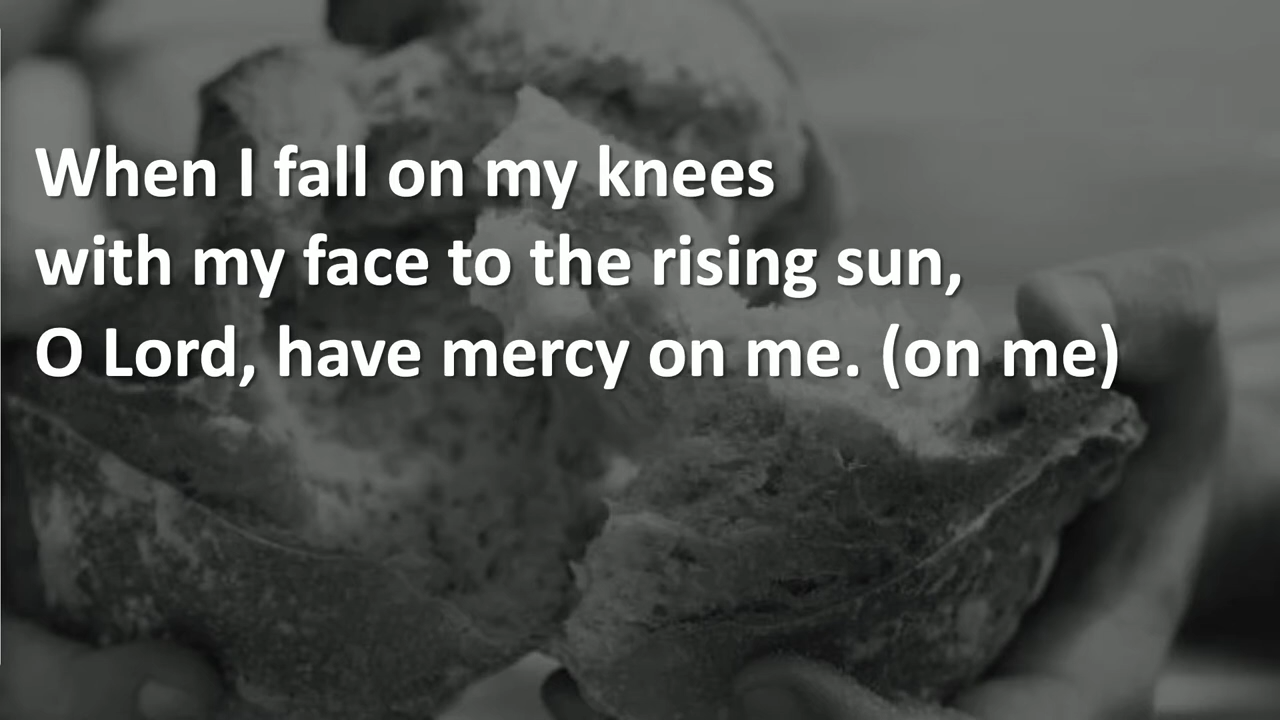 When I fall on my knees
with my face to the rising sun,
O Lord, have mercy on me. (on me)